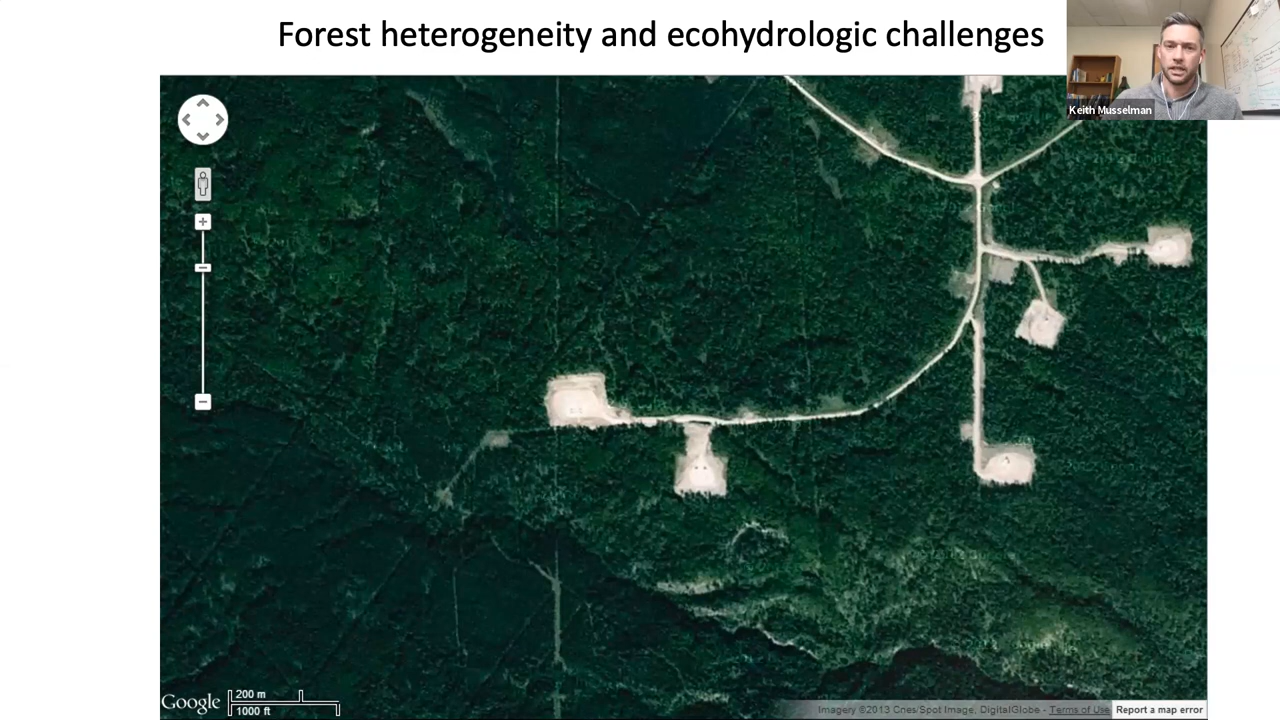 Forest heterogeneity and ecohydrologic challenges
Keith Musselman
Google
200 m
1000 ft
Imagery ©2013 Cnes/Spot Image, DigitalGlobe - Terms of Use
Report a map error